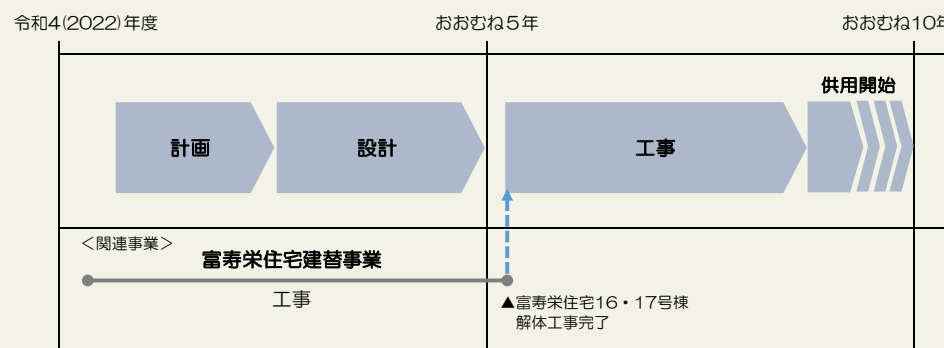 令和4(2022)年度
おおむね5年
おおむね10年
供用開始
計画
設計
工事
＜関連事業＞
富寿栄住宅建替事業
工事
▲富寿栄住宅16・17号棟
解体工事完了